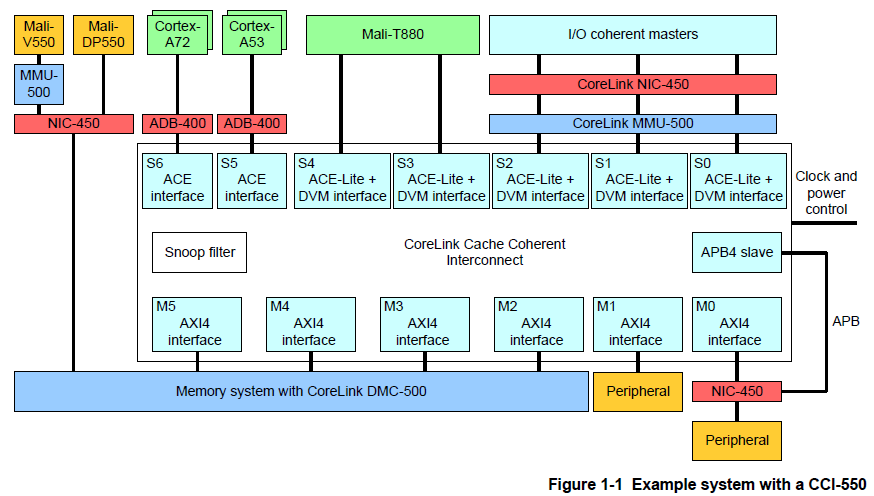 Mali-
V550
Mali-
DP550
Cortex-
A72
Cortex-
A53
Mali-T880
I/O coherent masters
MMU-
500
CoreLink NIC-450
NIC-450
ADB-400
ADB-400
CoreLink MMU-500
S6
ACE
interface
S5
ACE
interface
S4
ACE-Lite +
DVM interface
S3
ACE-Lite +
DVM interface
S2
ACE-Lite +
DVM interface
S1
ACE-Lite +
DVM interface
S0
ACE-Lite +
DVM interface
Clock and
power
control
Snoop filter
CoreLink Cache Coherent
Interconnect
APB4 slave
M5
AXI4
interface
M4
AXI4
interface
M3
AXI4
interface
M2
AXI4
interface
M1
AXI4
interface
M0
AXI4
interface
APB
Memory system with CoreLink DMC-500
Peripheral
NIC-450
Peripheral
Figure 1-1 Example system with a CCI-550